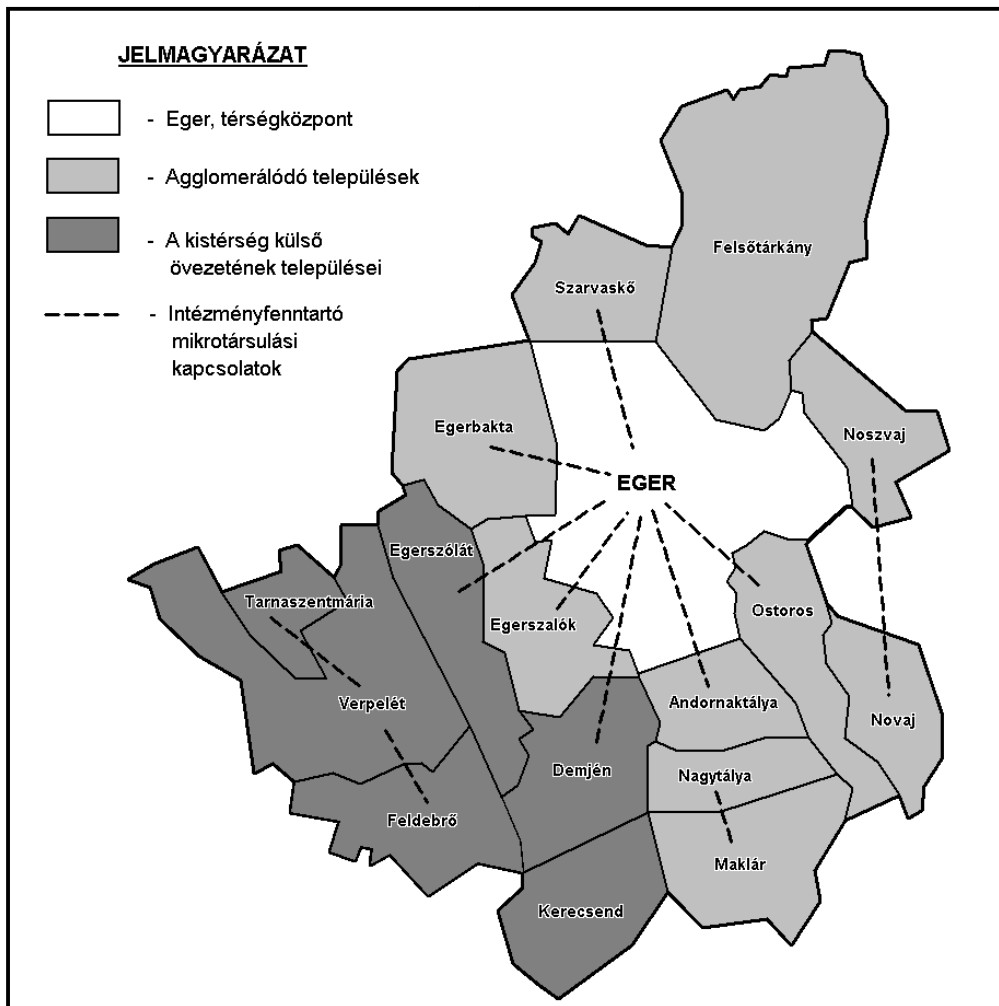 JELMAGYARÁZAT
- Eger, térségközpont
- Agglomerálódó települések
- A kistérség külső
övezetének települései
- Intézményfenntartó
mikrotársulási
kapcsolatok
Felsőtárkány
Szarvaskő
Egerbakta
Noszvaj
EGER
Egerszólát
Tarnaszentmária
Ostoros
Egerszalók
Verpelét
Andornaktálya
Novaj
Demjén
Nagytálya
Feldebrő
Maklár
Kerecsend